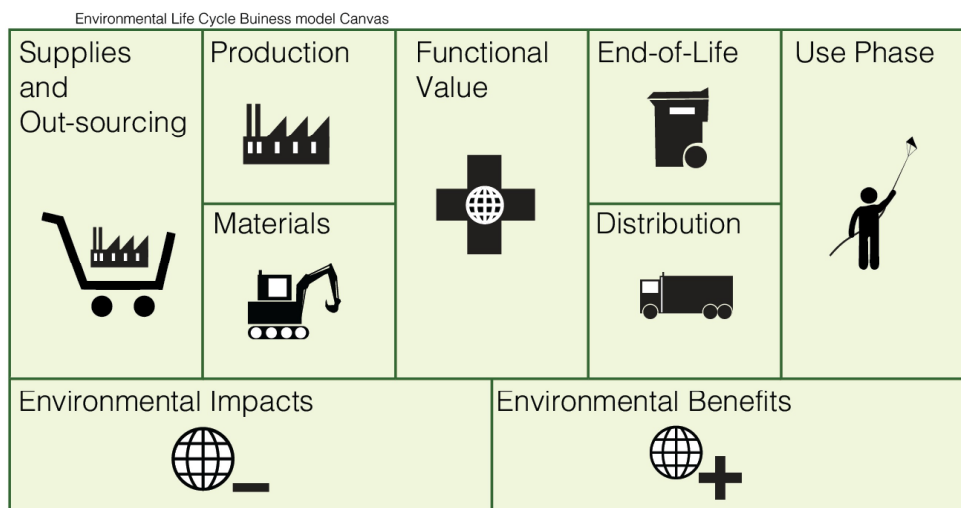 Environmental Life Cycle Buiness model Canvas
Supplies
and
Out-sourcing
Production
Materials
Functional
Value
End-of-Life
Distribution
Use Phase
Environmental Impacts
Environmental Benefits